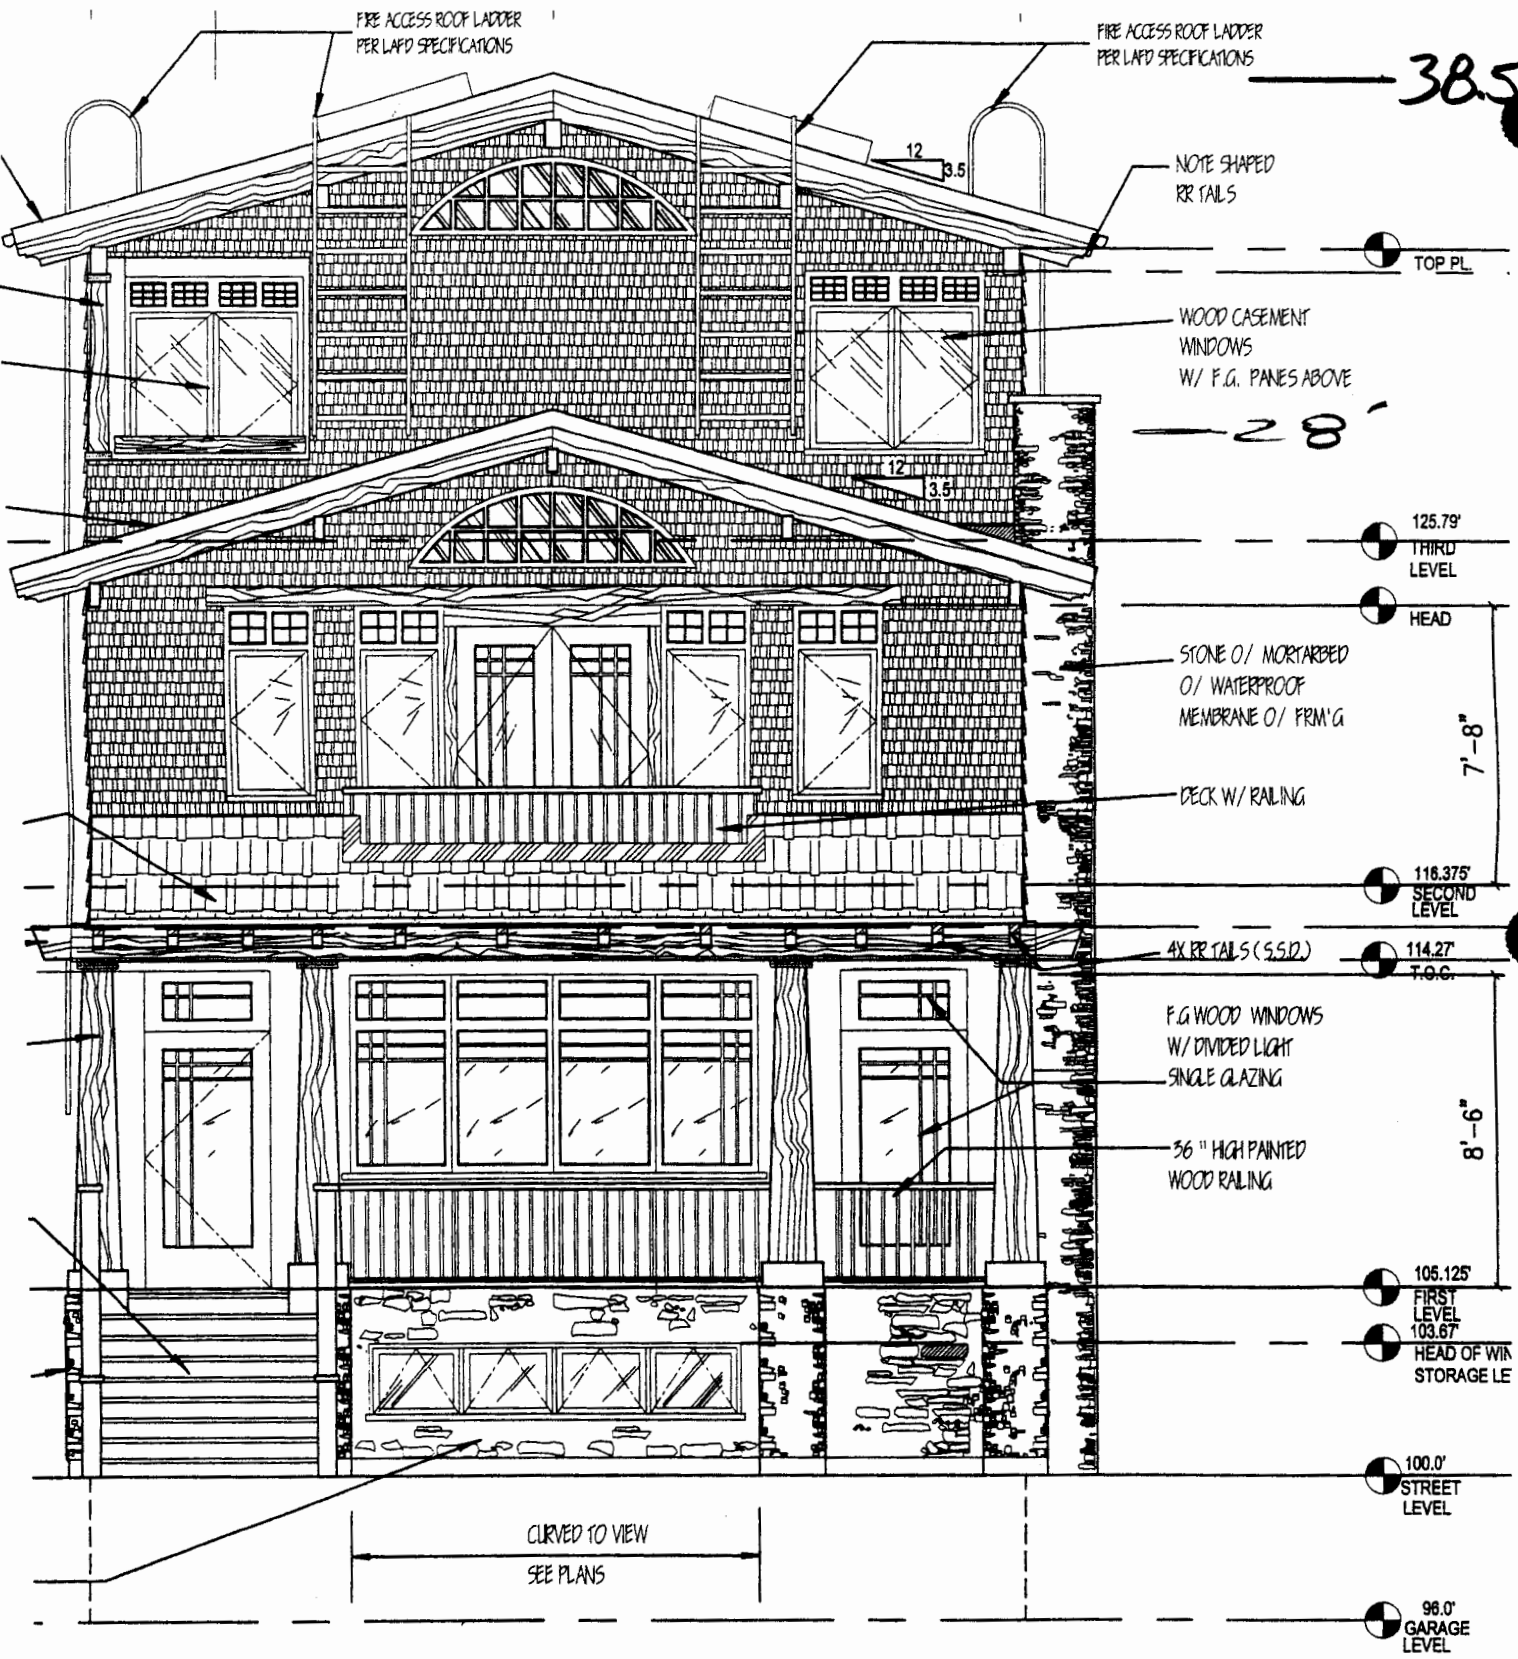 FIRE ACCESS ROOF LADDER
PER LAFD SPECIFICATIONS
FIRE ACCESS ROOF LADDER
PER LAFD SPECIFICATIONS
38.5
12
3.5
NOTE SHAPED
RR TAILS
TOP PL.
WOOD CASEMENT
WINDOWS
W/ F.G. PANES ABOVE
28'
12
3.5
125.79'
THIRD
LEVEL
HEAD
STONE O/ MORTARBED
O/ WATERPROOF
MEMBRANE O/ FRM'G
7'-8"
DECK W/ RAILING
116.375'
SECOND
LEVEL
4X RR TAILS (S.S.D.)
114.27'
T.O.C.
F.G WOOD WINDOWS
W/ DIVIDED LIGHT
SINGLE GLAZING
8'-6"
36" HIGH PAINTED
WOOD RAILING
105.125'
FIRST
LEVEL
103.67'
HEAD OF WIN
STORAGE LE
100.0'
STREET
LEVEL
CURVED TO VIEW
SEE PLANS
96.0'
GARAGE
LEVEL